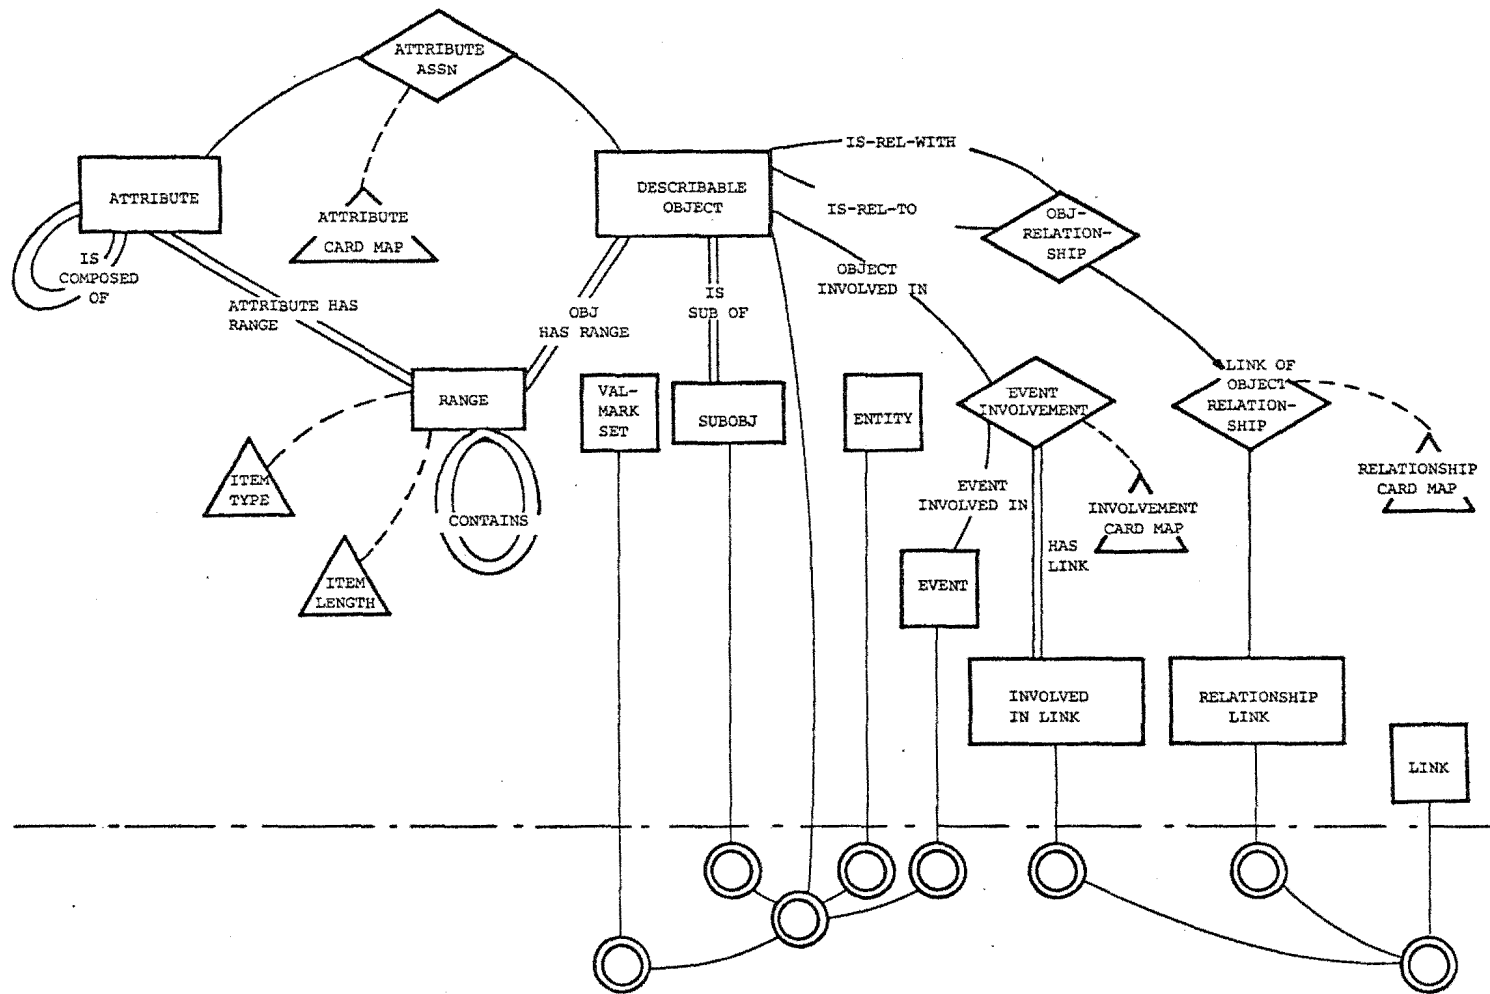 ATTRIBUTE
ASSN
IS-REL-WITH
ATTRIBUTE
DESCRIBABLE
OBJECT
IS-REL-TO
OBJ-
RELATION-
SHIP
ATTRIBUTE
CARD MAP
IS
COMPOSED
OF
OBJECT
INVOLVED IN
ATTRIBUTE HAS
RANGE
OBJ
HAS RANGE
IS
SUB OF
RANGE
VAL-
MARK
SET
SUBOBJ
ENTITY
EVENT
INVOLVEMENT
LINK OF
OBJECT
RELATION-
SHIP
ITEM
TYPE
CONTAINS
EVENT
INVOLVED IN
INVOLVEMENT
CARD MAP
RELATIONSHIP
CARD MAP
ITEM
LENGTH
EVENT
HAS
LINK
INVOLVED
IN LINK
RELATIONSHIP
LINK
LINK